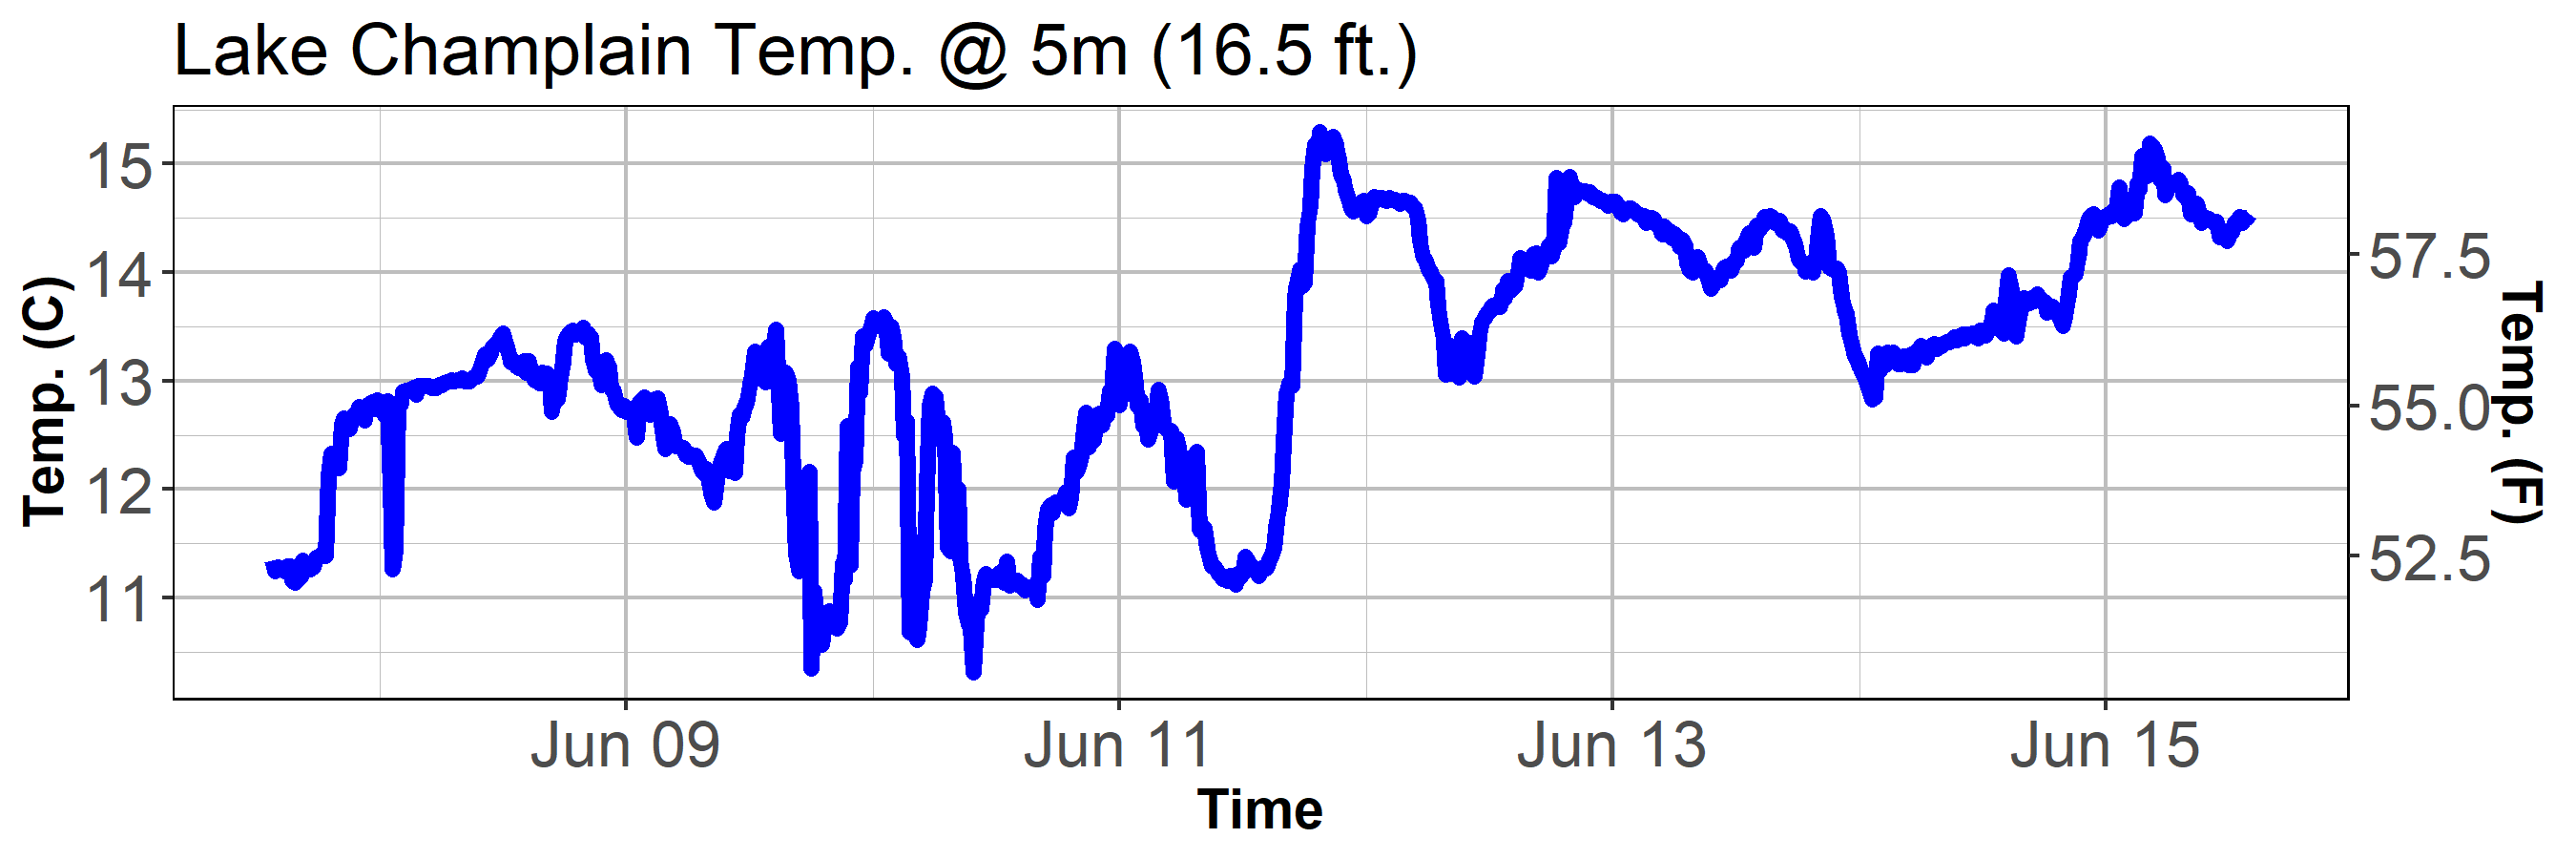 Lake Champlain Temp. @ 5m (16.5 ft.)
Temp. (C)
15
14
13
12
11
57.5
55.0
52.5
Temp. (F)
Jun 09 Jun 11 Jun 13 Jun 15
Time